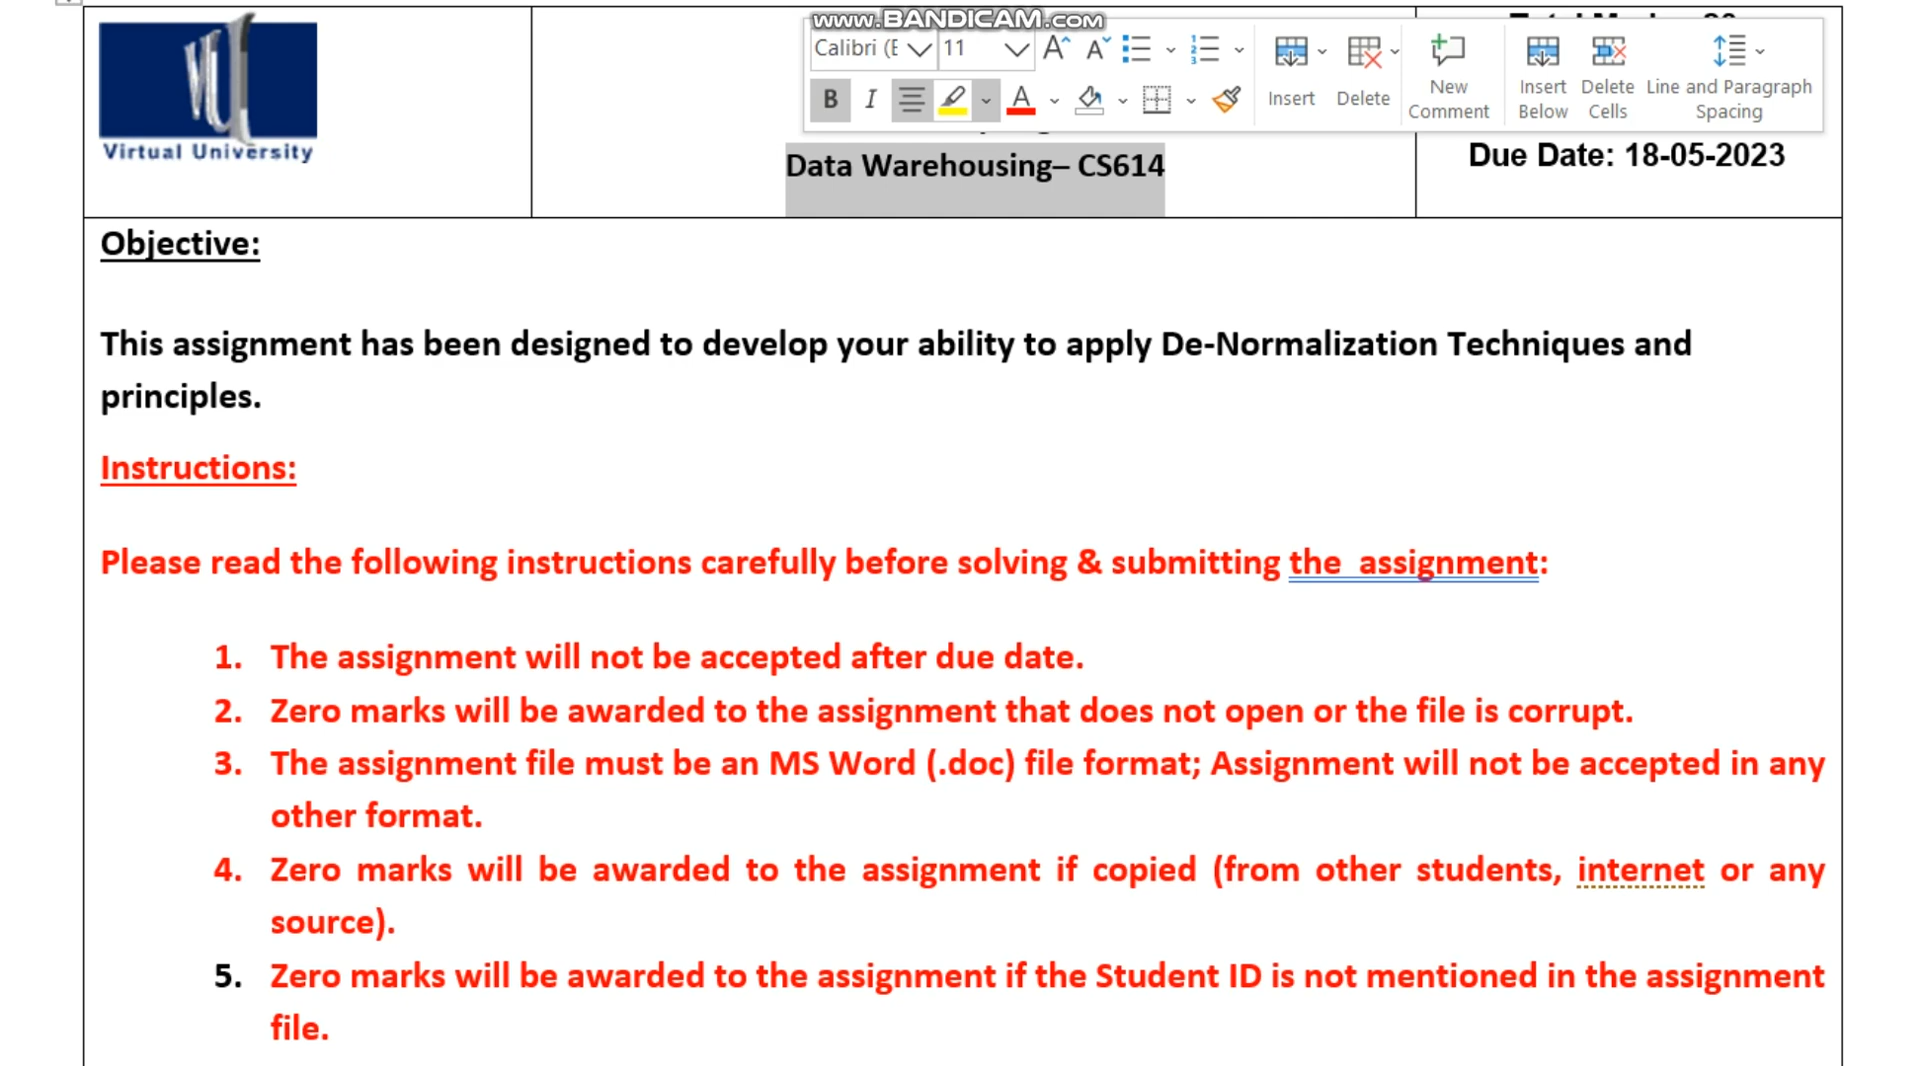 www.BANDICAM.com
Calibri (E 11
B I A
New Comment
Insert Delete
Insert Below
Delete Cells
Line and Paragraph Spacing
Virtual University
Data Warehousing– CS614
Due Date: 18-05-2023
Objective:
This assignment has been designed to develop your ability to apply De-Normalization Techniques and
principles.
Instructions:
Please read the following instructions carefully before solving & submitting the  assignment:
1. The assignment will not be accepted after due date.
2. Zero marks will be awarded to the assignment that does not open or the file is corrupt.
3. The assignment file must be an MS Word (.doc) file format; Assignment will not be accepted in any
other format.
4. Zero marks will be awarded to the assignment if copied (from other students, internet or any
source).
5. Zero marks will be awarded to the assignment if the Student ID is not mentioned in the assignment
file.